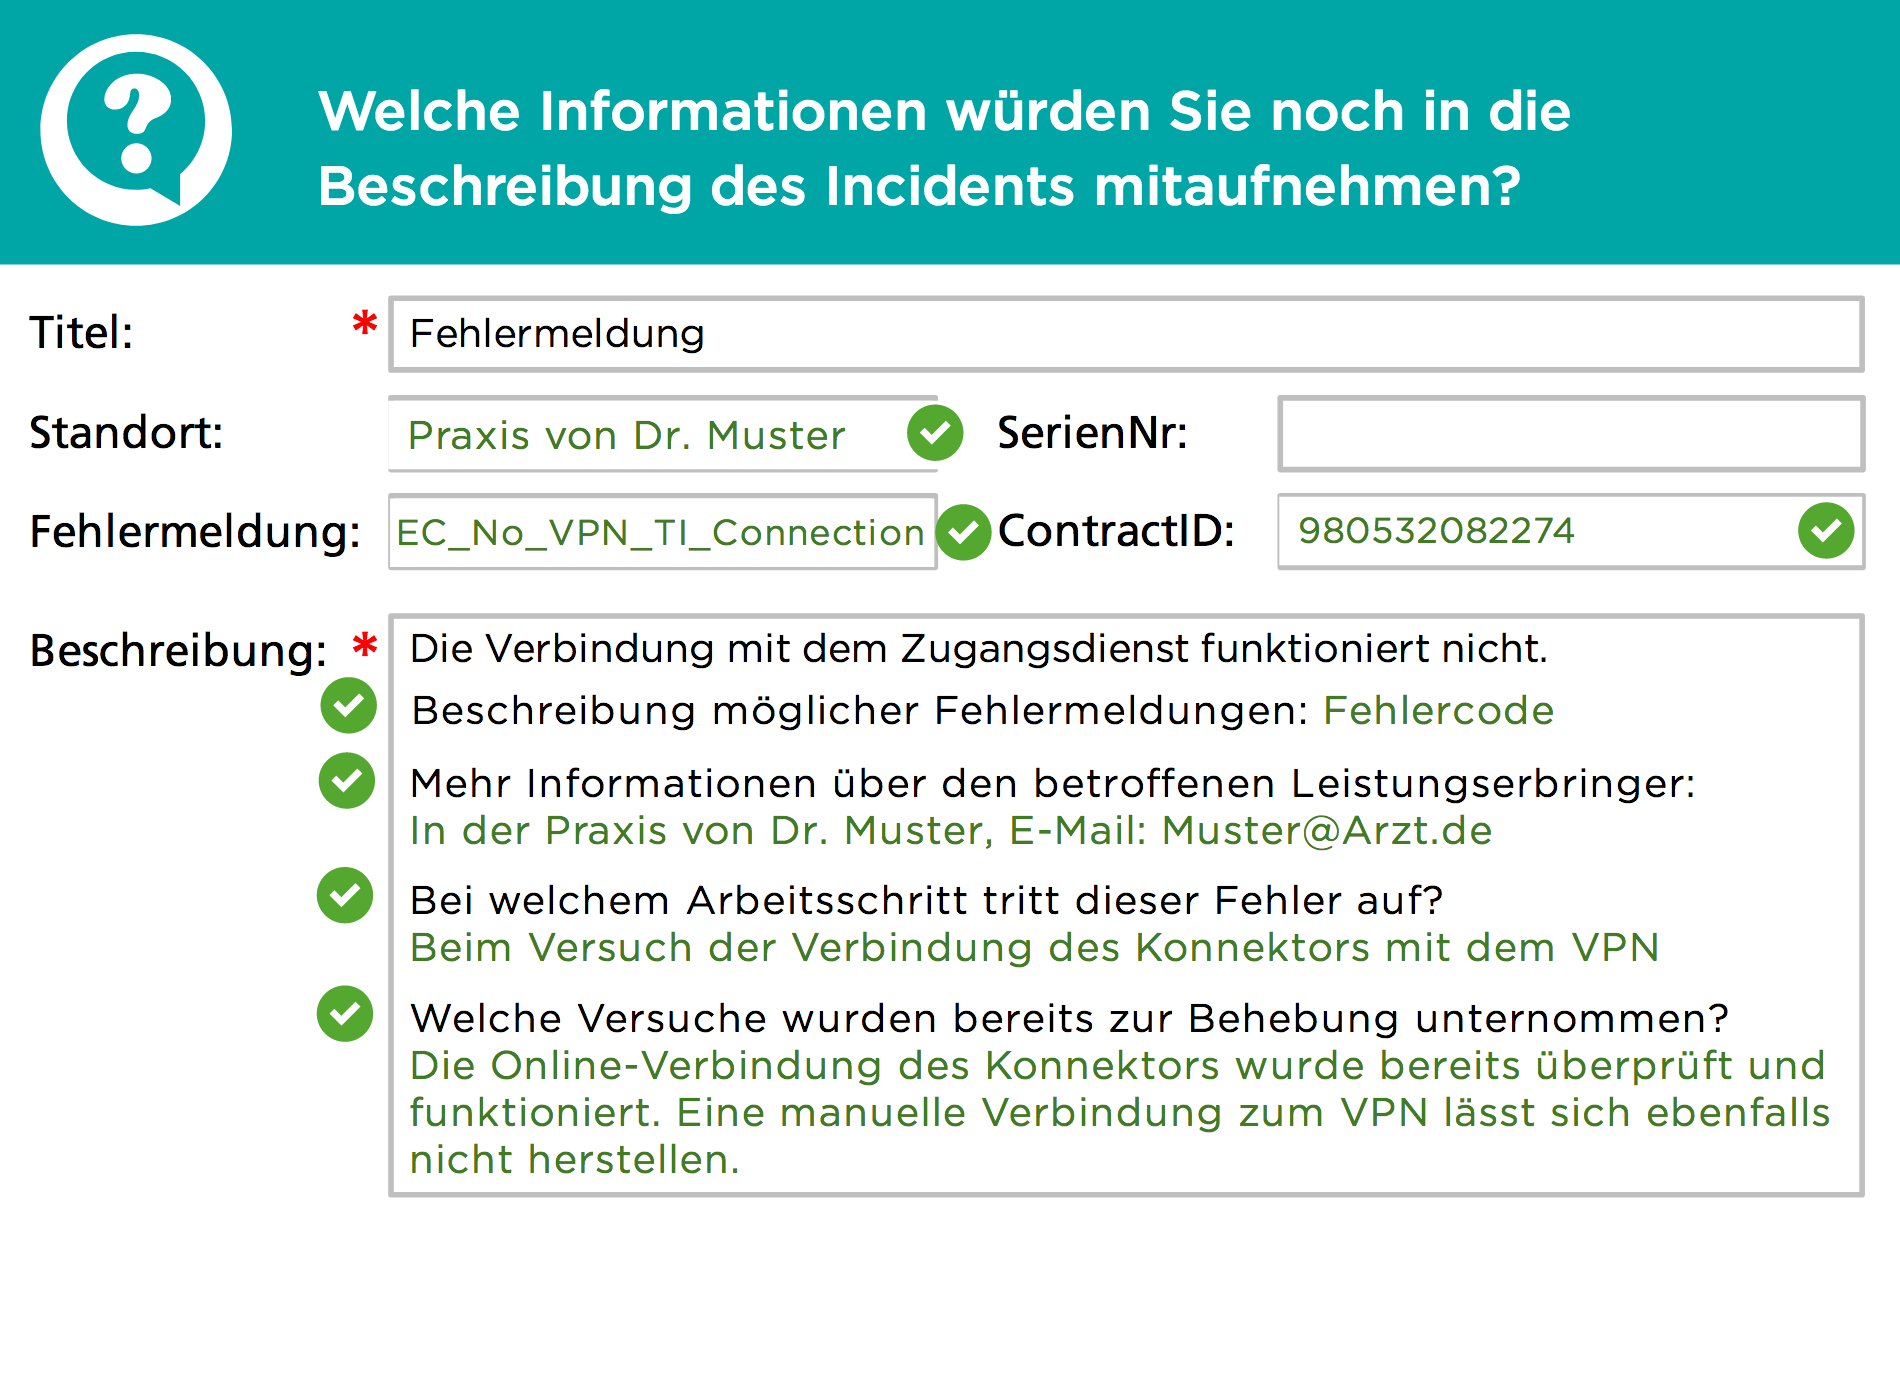 ?
Welche Informationen würden Sie noch in die
Beschreibung des Incidents mitaufnehmen?
Titel: * Fehlermeldung
Standort: Praxis von Dr. Muster SerienNr:
Fehlermeldung: EC_No_VPN_TI_Connection ContractID: 980532082274
Beschreibung: * Die Verbindung mit dem Zugangsdienst funktioniert nicht.
Beschreibung möglicher Fehlermeldungen: Fehlercode
Mehr Informationen über den betroffenen Leistungserbringer:
In der Praxis von Dr. Muster, E-Mail: Muster@Arzt.de
Bei welchem Arbeitsschritt tritt dieser Fehler auf?
Beim Versuch der Verbindung des Konnektors mit dem VPN
Welche Versuche wurden bereits zur Behebung unternommen?
Die Online-Verbindung des Konnektors wurde bereits überprüft und
funktioniert. Eine manuelle Verbindung zum VPN lässt sich ebenfalls
nicht herstellen.